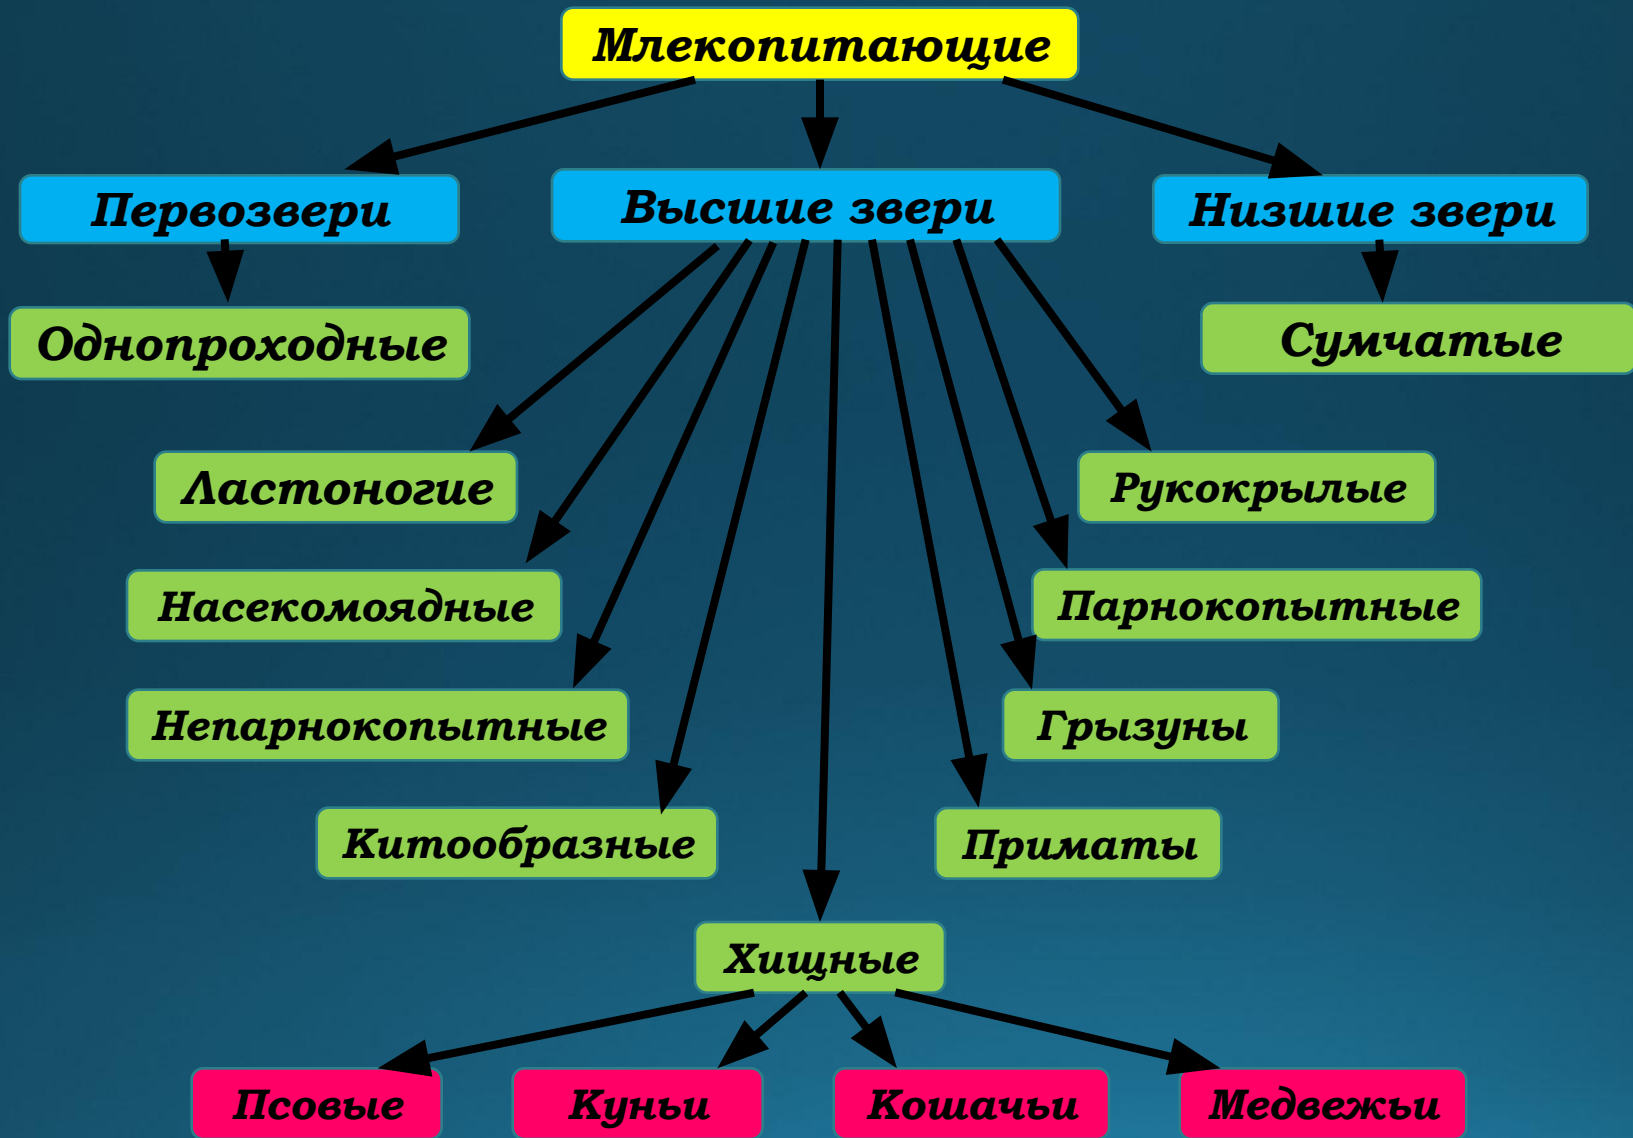 Млекопитающие
Первозвери
Высшие звери
Низшие звери
Однопроходные
Сумчатые
Ластоногие
Рукокрылые
Насекомоядные
Парнокопытные
Непарнокопытные
Грызуны
Китообразные
Приматы
Хищные
Псовые
Куньи
Кошачьи
Медвежьи